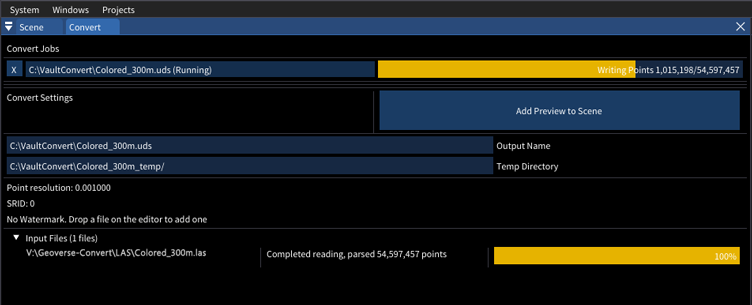 System Windows Projects
Scene Convert
Convert Jobs
X C:\VaultConvert\Colored_300m.uds (Running) Writing Points 1,015,198/54,597,457
Convert Settings
Add Preview to Scene
C:\VaultConvert\Colored_300m.uds Output Name
C:\VaultConvert\Colored_300m_temp/ Temp Directory
Point resolution: 0.001000
SRID: 0
No Watermark. Drop a file on the editor to add one
Input Files (1 files)
V:\Geoverse-Convert\LAS\Colored_300m.las Completed reading, parsed 54,597,457 points 100%